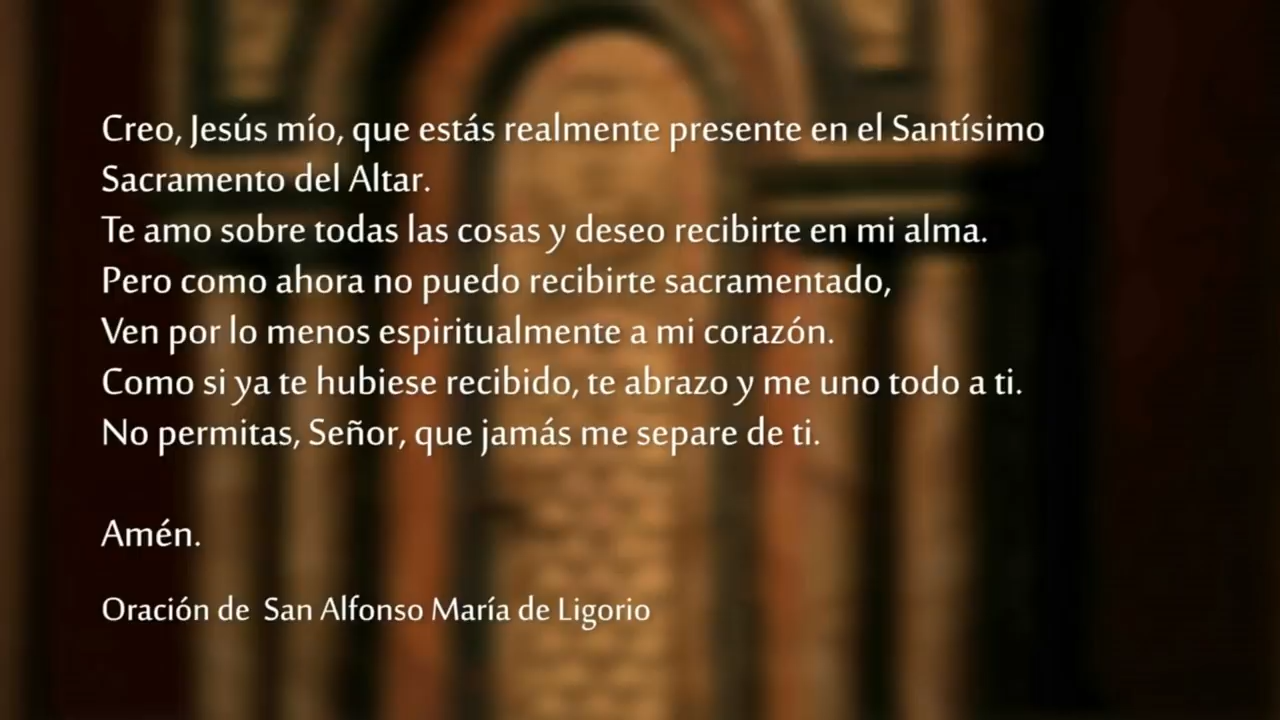 Creo, Jesús mío, que estás realmente presente en el Santísimo
Sacramento del Altar.
Te amo sobre todas las cosas y deseo recibirte en mi alma.
Pero como ahora no puedo recibirte sacramentado,
Ven por lo menos espiritualmente a mi corazón.
Como si ya te hubiese recibido, te abrazo y me uno todo a ti.
No permitas, Señor, que jamás me separe de ti.
Amén.
Oración de San Alfonso María de Ligorio